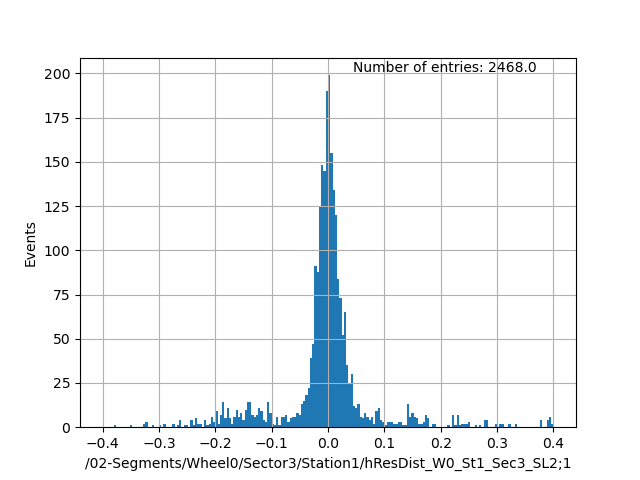 Number of entries: 2468.0
200
175
150
125
100
75
50
25
0
Events
−0.4 −0.3 −0.2 −0.1 0.0 0.1 0.2 0.3 0.4
/02-Segments/Wheel0/Sector3/Station1/hResDist_W0_St1_Sec3_SL2;1